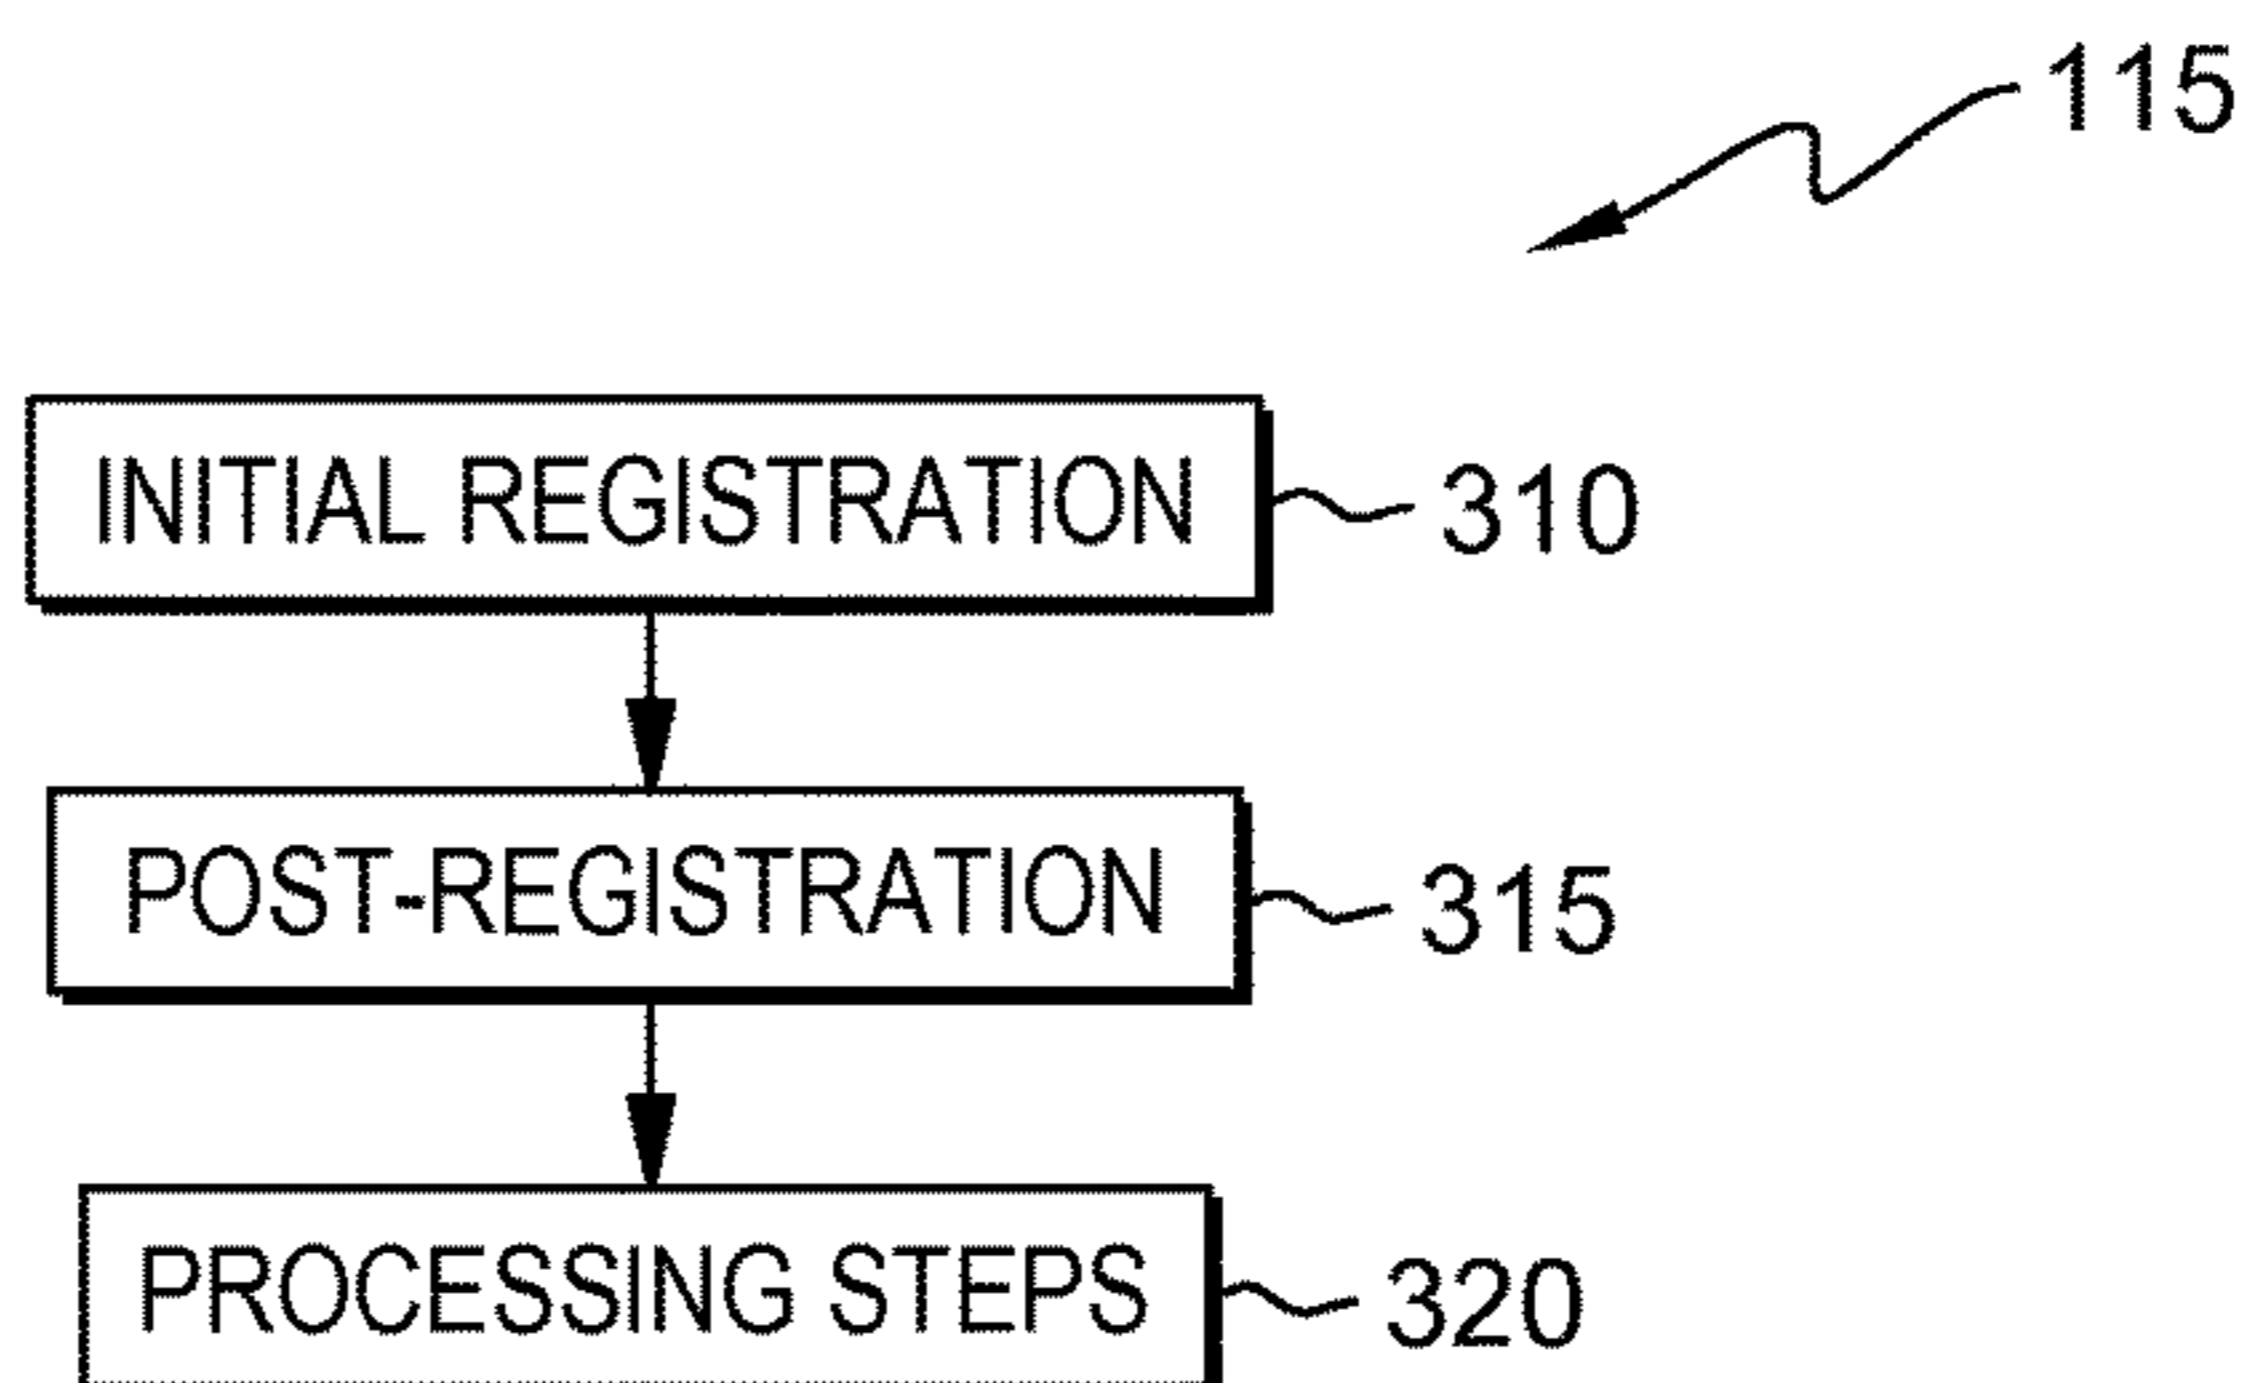 115
INITIAL REGISTRATION 310
POST-REGISTRATION 315
PROCESSING STEPS 320